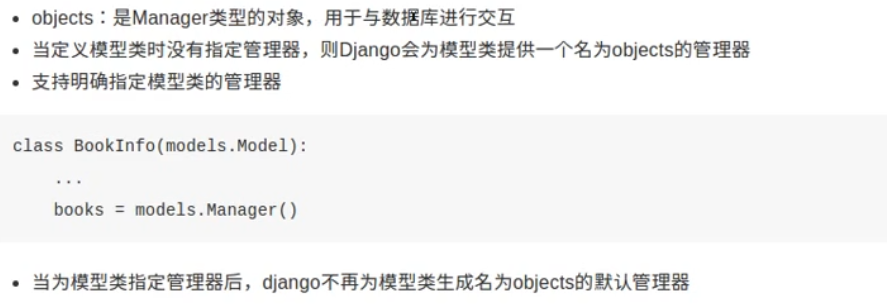 objects：是Manager类型的对象，用于与数据库进行交互
当定义模型类时没有指定管理器，则Django会为模型类提供一个名为objects的管理器
支持明确指定模型类的管理器
class BookInfo(models.Model):
    ...
    books = models.Manager()
当为模型类指定管理器后，django不再为模型类生成名为objects的默认管理器